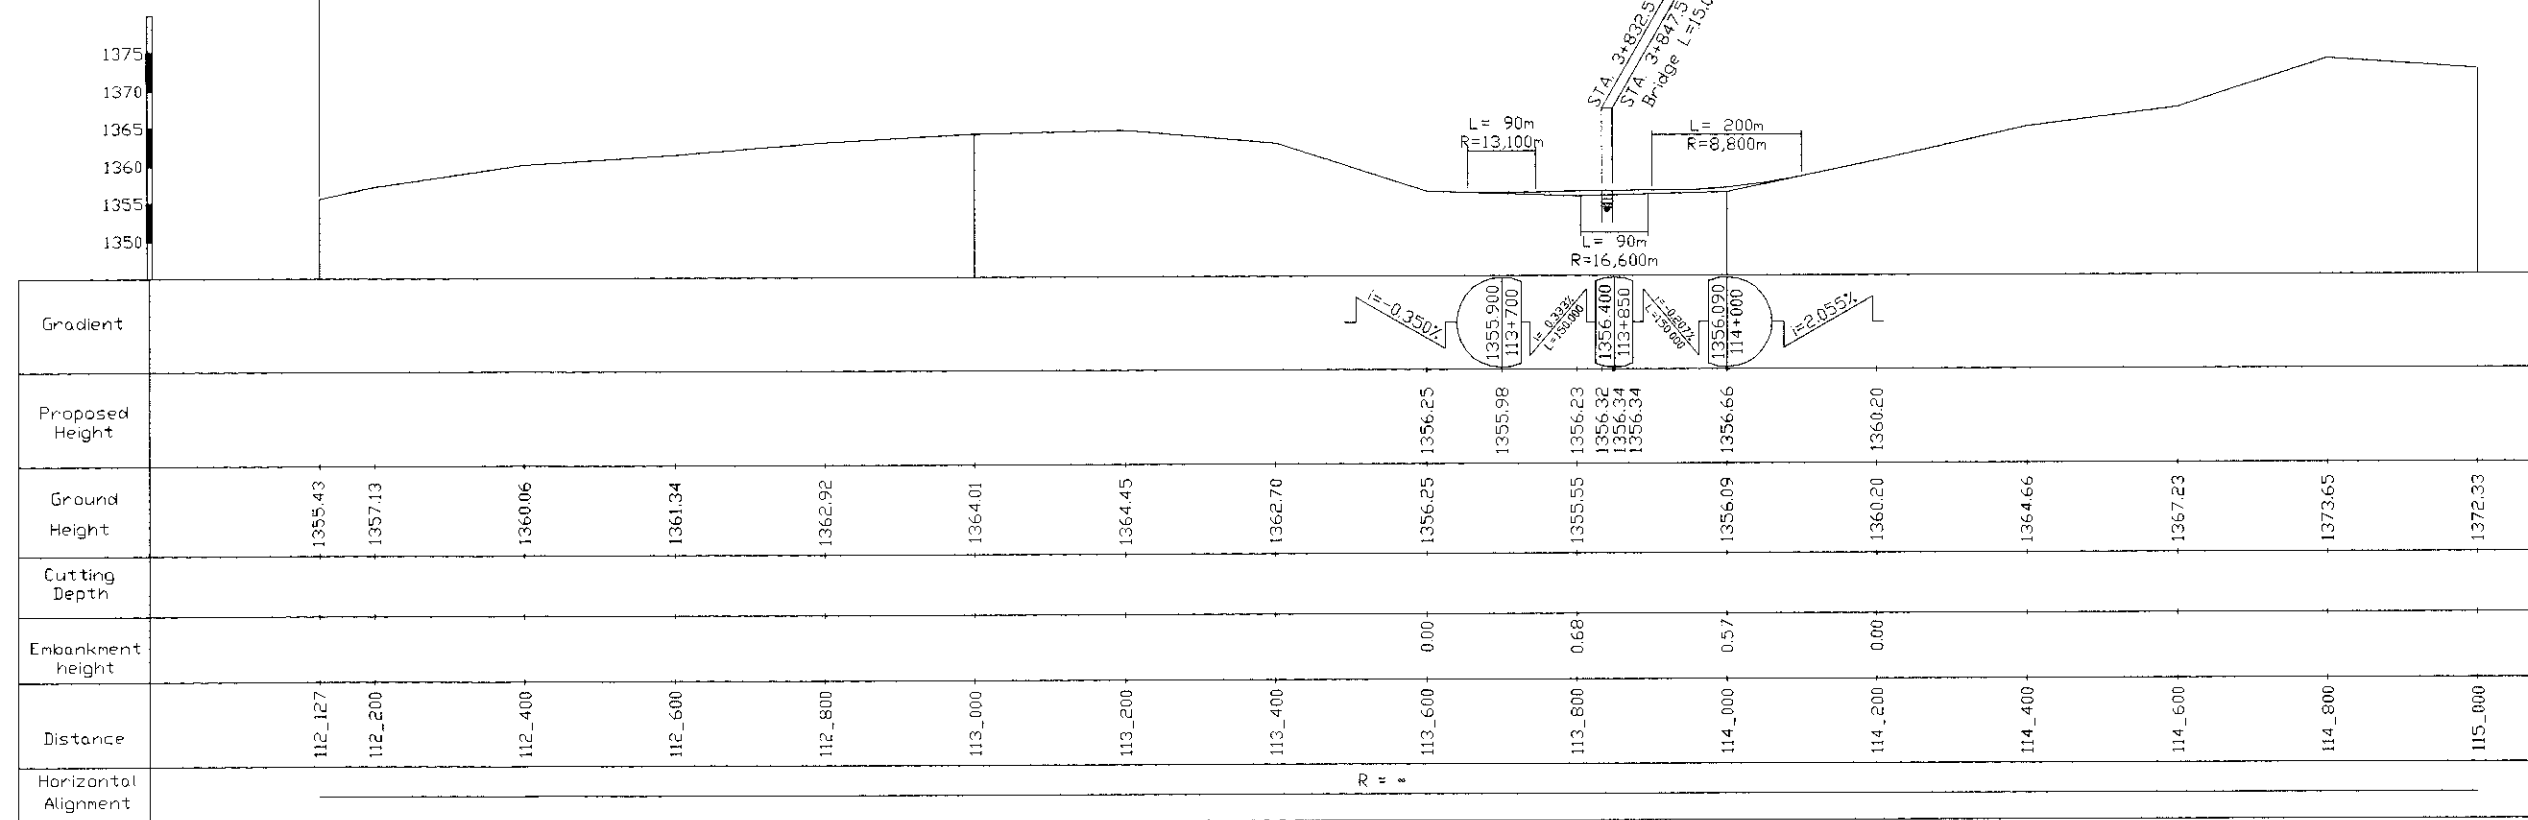 STA. 3+832.5
STA. 3+847.5
Bridge L=15.0
1375
1370
1365
1360
1355
1350
L= 90m
R=13,100m
L= 200m
R=8,800m
L= 90m
R=16,600m
Gradient
i=-0.350%
1355.900
113+700
i= 0.333%
L=150.000
1356.400
113+850
i=-0.207%
L=150.000
1356.090
114+000
i=2.055%
Proposed
Height
1356.25
1355.98
1356.23
1356.32
1356.34
1356.34
1356.66
1360.20
Ground
Height
1355.43
1357.13
1360.06
1361.34
1362.92
1364.01
1364.45
1362.70
1356.25
1355.55
1356.09
1360.20
1364.66
1367.23
1373.65
1372.33
Cutting
Depth
Embankment
height
0.00
0.68
0.57
0.00
Distance
112_127
112_200
112_400
112_600
112_800
113_000
113_200
113_400
113_600
113_800
114_000
114_200
114_400
114_600
114_800
115_000
Horizontal
Alignment
R = ∞